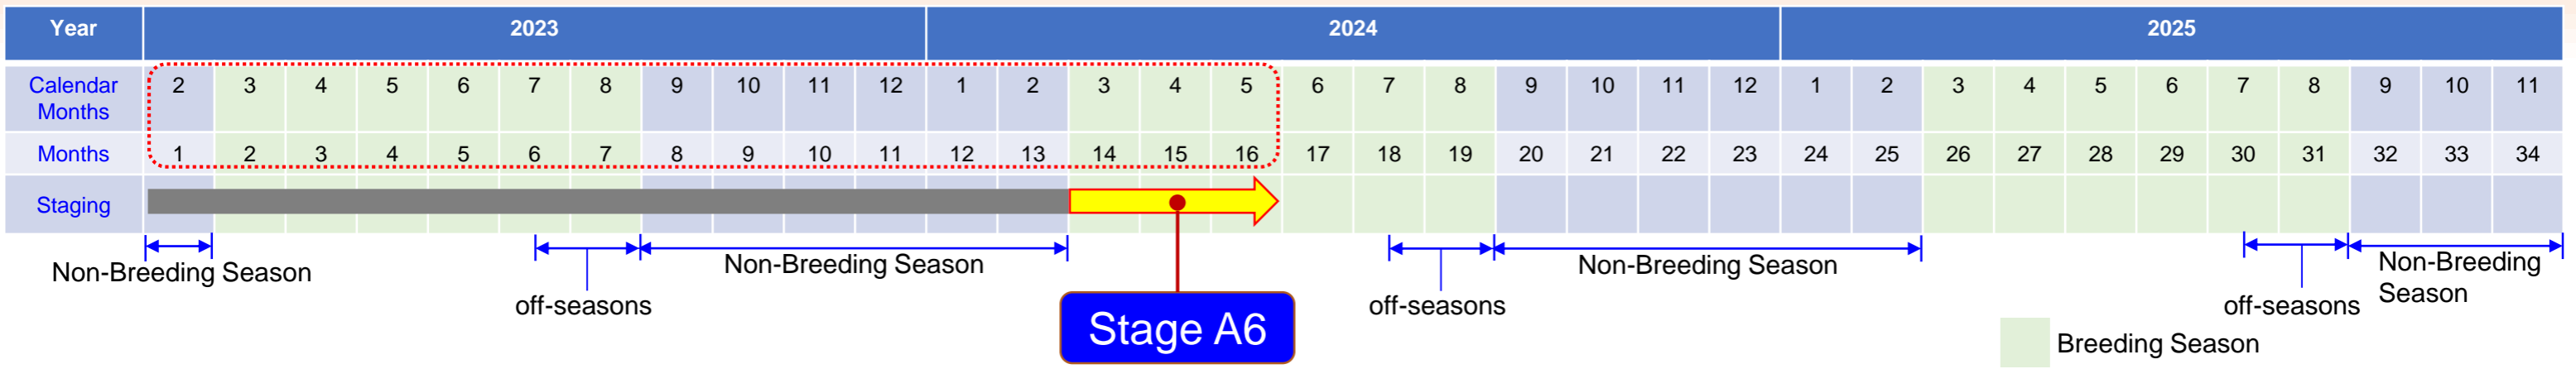 Year 2023 2024 2025
Calendar Months 2 3 4 5 6 7 8 9 10 11 12 1 2 3 4 5 6 7 8 9 10 11 12 1 2 3 4 5 6 7 8 9 10 11
Months 1 2 3 4 5 6 7 8 9 10 11 12 13 14 15 16 17 18 19 20 21 22 23 24 25 26 27 28 29 30 31 32 33 34
Staging
Non-Breeding Season
off-seasons
Non-Breeding Season
Stage A6
off-seasons
Non-Breeding Season
off-seasons
Non-Breeding
Season
Breeding Season